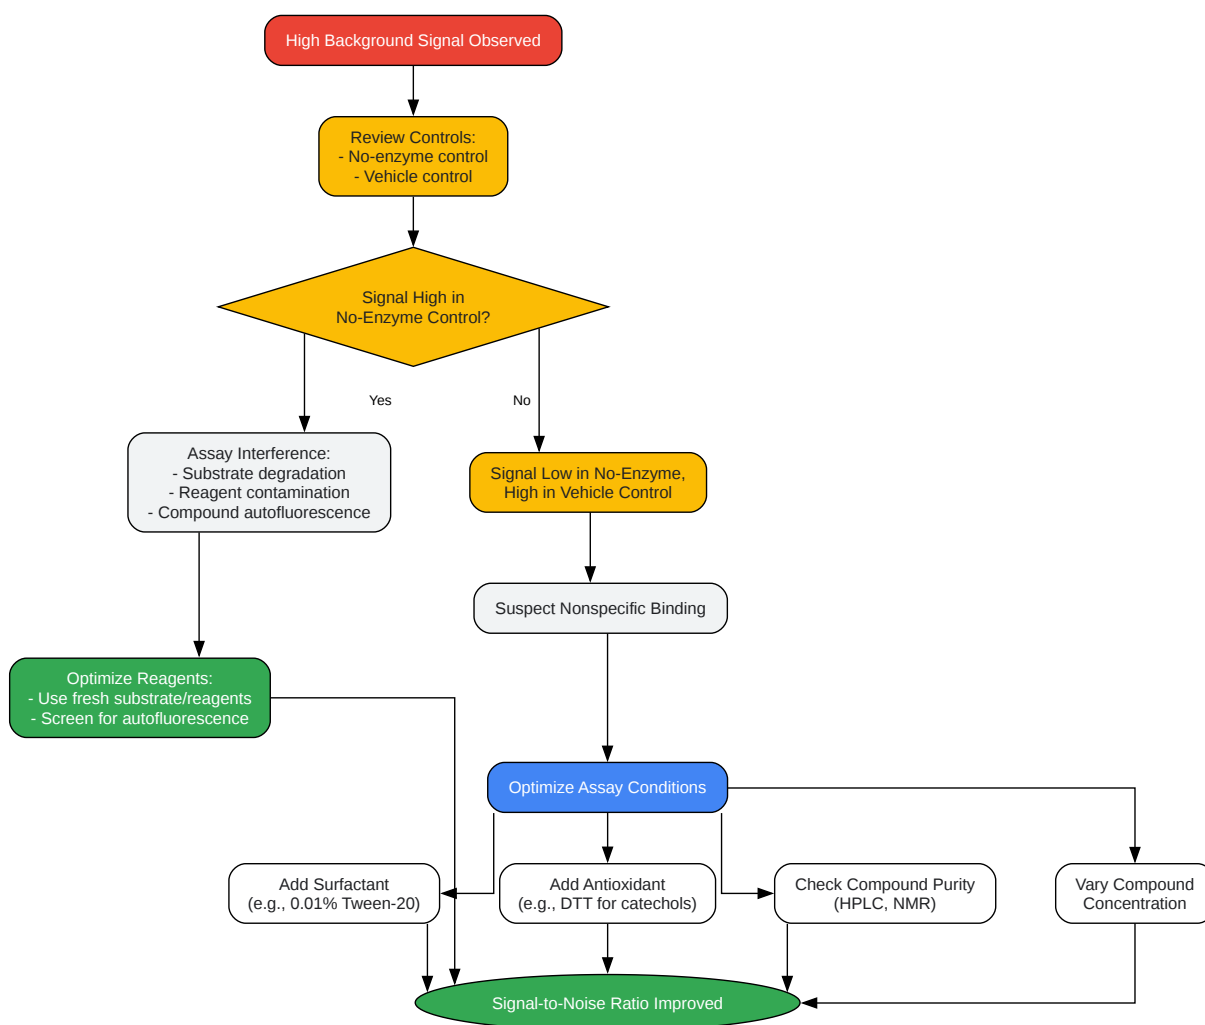 High Background Signal Observed
Review Controls:
- No-enzyme control
- Vehicle control
Signal High in
No-Enzyme Control?
Yes
No
Assay Interference:
- Substrate degradation
- Reagent contamination
- Compound autofluorescence
Signal Low in No-Enzyme,
High in Vehicle Control
Suspect Nonspecific Binding
Optimize Reagents:
- Use fresh substrate/reagents
- Screen for autofluorescence
Optimize Assay Conditions
Add Surfactant
(e.g., 0.01% Tween-20)
Add Antioxidant
(e.g., DTT for catechols)
Check Compound Purity
(HPLC, NMR)
Vary Compound
Concentration
Signal-to-Noise Ratio Improved